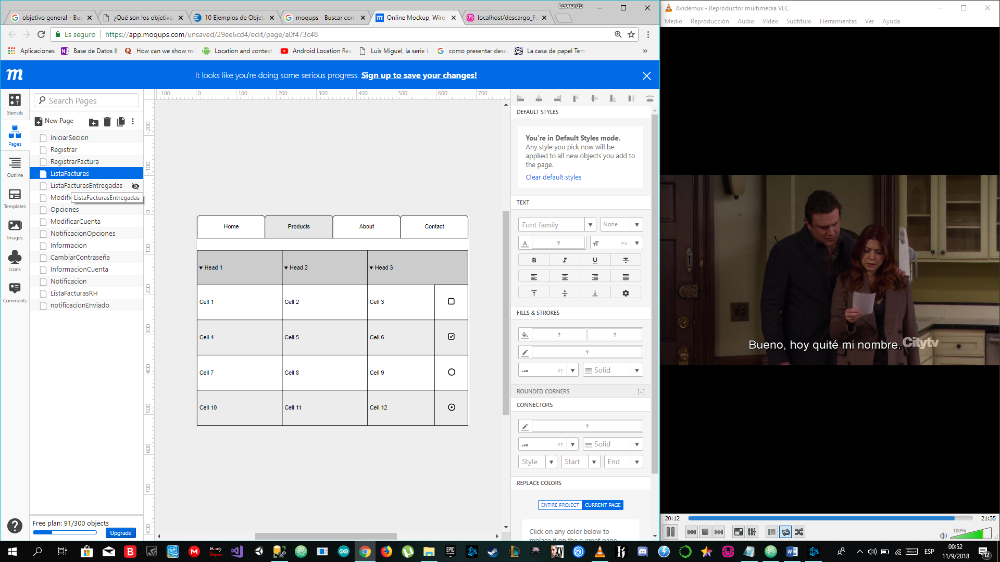 Leonardo
objetivo general - Bus
¿Qué son los objetivo
10 Ejemplos de Objeti
moqups - Buscar con
Online Mockup, Wiref
localhost/descargo_Fa
Es seguro
https://app.moqups.com/unsaved/29ee6cd4/edit/page/a0f473c48
Aplicaciones
Base de Datos II
How can we show mu
Location and context
Android Location Rea
Luis Miguel, la serie L
como presentar desca
La casa de papel Tem
»
m
It looks like you're doing some serious progress. Sign up to save your changes!
Stencils
Pages
Outline
Templates
Images
Icons
Comments
Search Pages
New Page
IniciarSecion
Registrar
RegistrarFactura
ListaFacturas
ListaFacturasEntregadas
Modifi
ListaFacturasEntregadas
Opciones
ModificarCuenta
NotificacionOpciones
Informacion
CambiarContraseña
InformacionCuenta
Notificacion
ListaFacturasRH
notificacionEnviado
Free plan: 91/300 objects
Upgrade
-100 0 100 200 300 400 500 600 700
-200
-100
0
100
200
300
400
500
600
700
800
Home Products About Contact
Head 1 Head 2 Head 3
Cell 1 Cell 2 Cell 3
Cell 4 Cell 5 Cell 6
Cell 7 Cell 8 Cell 9
Cell 10 Cell 11 Cell 12
DEFAULT STYLES
You're in Default Styles mode.
Any style you pick now will be
applied to all new objects you add to
the page.
Clear default styles
TEXT
Font family None
A ? TT PX
B I U T
FILLS & STROKES
? ?
?
PT Solid
ROUNDED CORNERS [+]
CONNECTORS
?
PT Solid
Style Start End
REPLACE COLORS
ENTIRE PROJECT CURRENT PAGE
Click on any color below to
replace it on the current page
Avidemux - Reproductor multimedia VLC
Medio Reproducción Audio Vídeo Subtítulo Herramientas Ver Ayuda
Bueno, hoy quité mi nombre.
Citytv
20:12
21:35
100%
ESP
00:52
11/9/2018
12